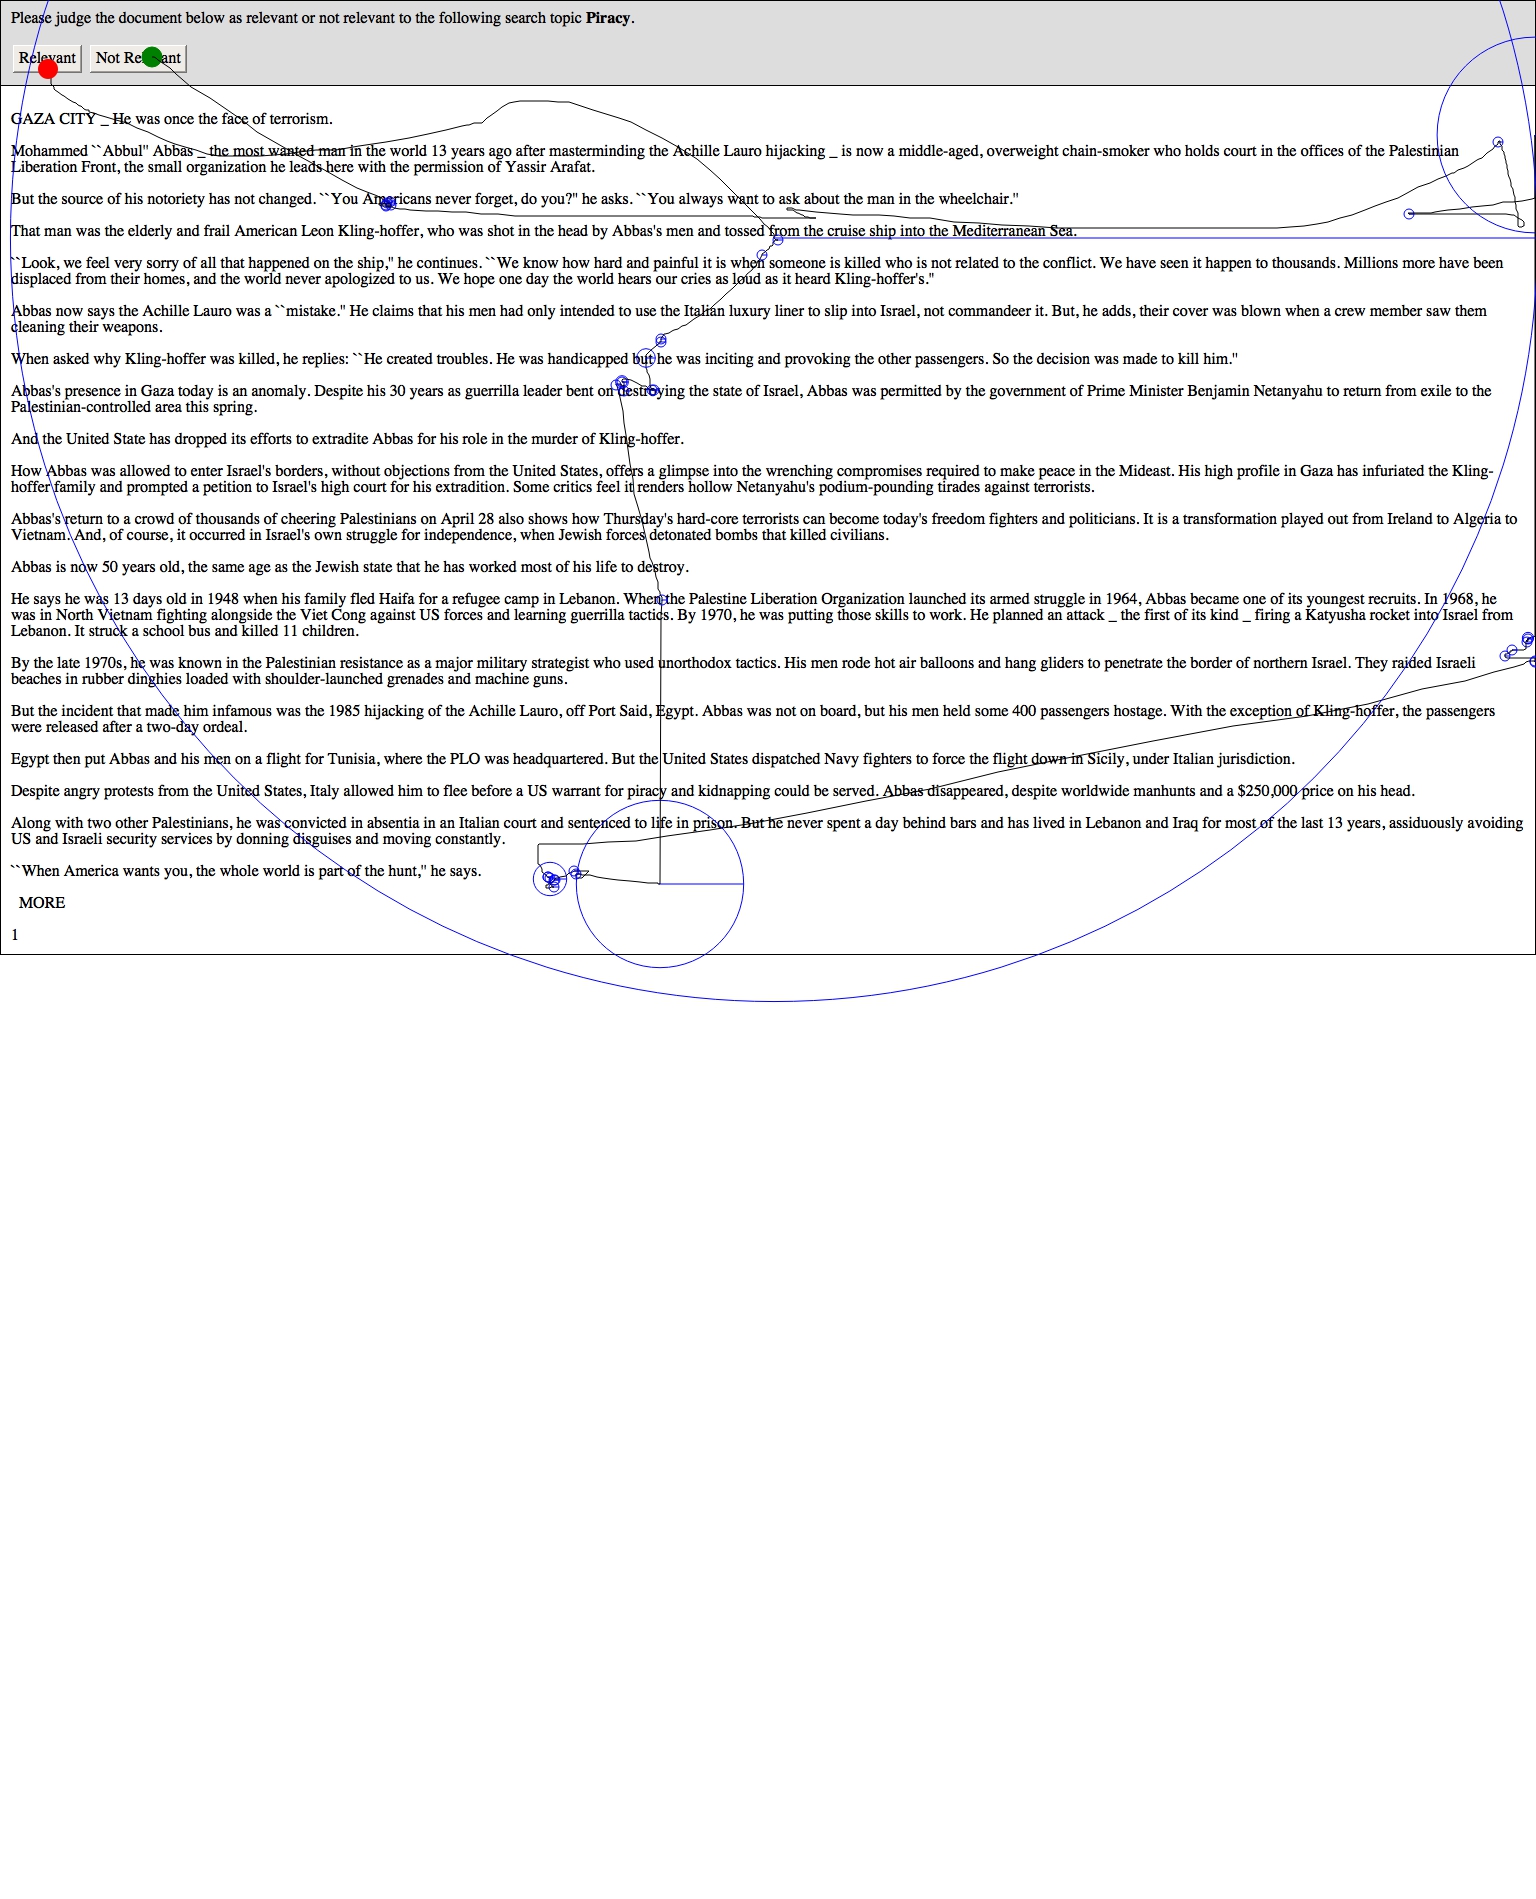 Please judge the document below as relevant or not relevant to the following search topic Piracy.
Relevant Not Relevant
GAZA CITY _ He was once the face of terrorism.
Mohammed ``Abbul'' Abbas _ the most wanted man in the world 13 years ago after masterminding the Achille Lauro hijacking _ is now a middle-aged, overweight chain-smoker who holds court in the offices of the Palestinian
Liberation Front, the small organization he leads here with the permission of Yassir Arafat.
But the source of his notoriety has not changed. ``You Americans never forget, do you?'' he asks. ``You always want to ask about the man in the wheelchair.''
That man was the elderly and frail American Leon Kling-hoffer, who was shot in the head by Abbas's men and tossed from the cruise ship into the Mediterranean Sea.
``Look, we feel very sorry of all that happened on the ship,'' he continues. ``We know how hard and painful it is when someone is killed who is not related to the conflict. We have seen it happen to thousands. Millions more have been
displaced from their homes, and the world never apologized to us. We hope one day the world hears our cries as loud as it heard Kling-hoffer's.''
Abbas now says the Achille Lauro was a ``mistake.'' He claims that his men had only intended to use the Italian luxury liner to slip into Israel, not commandeer it. But, he adds, their cover was blown when a crew member saw them
cleaning their weapons.
When asked why Kling-hoffer was killed, he replies: ``He created troubles. He was handicapped but he was inciting and provoking the other passengers. So the decision was made to kill him.''
Abbas's presence in Gaza today is an anomaly. Despite his 30 years as guerrilla leader bent on destroying the state of Israel, Abbas was permitted by the government of Prime Minister Benjamin Netanyahu to return from exile to the
Palestinian-controlled area this spring.
And the United State has dropped its efforts to extradite Abbas for his role in the murder of Kling-hoffer.
How Abbas was allowed to enter Israel's borders, without objections from the United States, offers a glimpse into the wrenching compromises required to make peace in the Mideast. His high profile in Gaza has infuriated the Kling-
hoffer family and prompted a petition to Israel's high court for his extradition. Some critics feel it renders hollow Netanyahu's podium-pounding tirades against terrorists.
Abbas's return to a crowd of thousands of cheering Palestinians on April 28 also shows how Thursday's hard-core terrorists can become today's freedom fighters and politicians. It is a transformation played out from Ireland to Algeria to
Vietnam. And, of course, it occurred in Israel's own struggle for independence, when Jewish forces detonated bombs that killed civilians.
Abbas is now 50 years old, the same age as the Jewish state that he has worked most of his life to destroy.
He says he was 13 days old in 1948 when his family fled Haifa for a refugee camp in Lebanon. When the Palestine Liberation Organization launched its armed struggle in 1964, Abbas became one of its youngest recruits. In 1968, he
was in North Vietnam fighting alongside the Viet Cong against US forces and learning guerrilla tactics. By 1970, he was putting those skills to work. He planned an attack _ the first of its kind _ firing a Katyusha rocket into Israel from
Lebanon. It struck a school bus and killed 11 children.
By the late 1970s, he was known in the Palestinian resistance as a major military strategist who used unorthodox tactics. His men rode hot air balloons and hang gliders to penetrate the border of northern Israel. They raided Israeli
beaches in rubber dinghies loaded with shoulder-launched grenades and machine guns.
But the incident that made him infamous was the 1985 hijacking of the Achille Lauro, off Port Said, Egypt. Abbas was not on board, but his men held some 400 passengers hostage. With the exception of Kling-hoffer, the passengers
were released after a two-day ordeal.
Egypt then put Abbas and his men on a flight for Tunisia, where the PLO was headquartered. But the United States dispatched Navy fighters to force the flight down in Sicily, under Italian jurisdiction.
Despite angry protests from the United States, Italy allowed him to flee before a US warrant for piracy and kidnapping could be served. Abbas disappeared, despite worldwide manhunts and a $250,000 price on his head.
Along with two other Palestinians, he was convicted in absentia in an Italian court and sentenced to life in prison. But he never spent a day behind bars and has lived in Lebanon and Iraq for most of the last 13 years, assiduously avoiding
US and Israeli security services by donning disguises and moving constantly.
``When America wants you, the whole world is part of the hunt,'' he says.
MORE
1